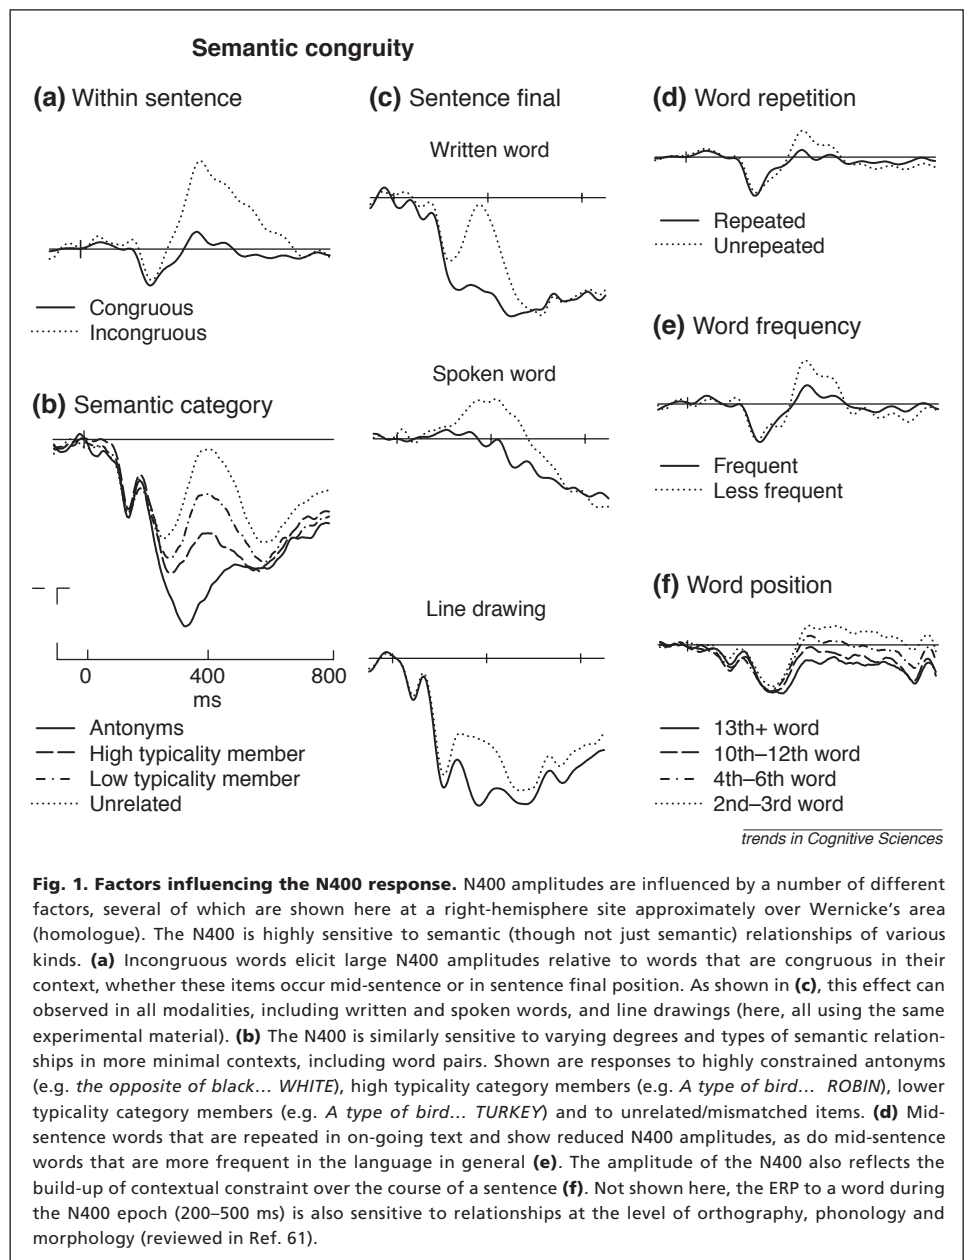 Semantic congruity
(a) Within sentence
Congruous
Incongruous
(b) Semantic category
0 400 800
ms
Antonyms
High typicality member
Low typicality member
Unrelated
(c) Sentence final
Written word
Spoken word
Line drawing
(d) Word repetition
Repeated
Unrepeated
(e) Word frequency
Frequent
Less frequent
(f) Word position
13th+ word
10th–12th word
4th–6th word
2nd–3rd word
trends in Cognitive Sciences
Fig. 1. Factors influencing the N400 response. N400 amplitudes are influenced by a number of different
factors, several of which are shown here at a right-hemisphere site approximately over Wernicke's area
(homologue). The N400 is highly sensitive to semantic (though not just semantic) relationships of various
kinds. (a) Incongruous words elicit large N400 amplitudes relative to words that are congruous in their
context, whether these items occur mid-sentence or in sentence final position. As shown in (c), this effect can
observed in all modalities, including written and spoken words, and line drawings (here, all using the same
experimental material). (b) The N400 is similarly sensitive to varying degrees and types of semantic relation-
ships in more minimal contexts, including word pairs. Shown are responses to highly constrained antonyms
(e.g. the opposite of black... WHITE), high typicality category members (e.g. A type of bird... ROBIN), lower
typicality category members (e.g. A type of bird... TURKEY) and to unrelated/mismatched items. (d) Mid-
sentence words that are repeated in on-going text and show reduced N400 amplitudes, as do mid-sentence
words that are more frequent in the language in general (e). The amplitude of the N400 also reflects the
build-up of contextual constraint over the course of a sentence (f). Not shown here, the ERP to a word during
the N400 epoch (200–500 ms) is also sensitive to relationships at the level of orthography, phonology and
morphology (reviewed in Ref. 61).